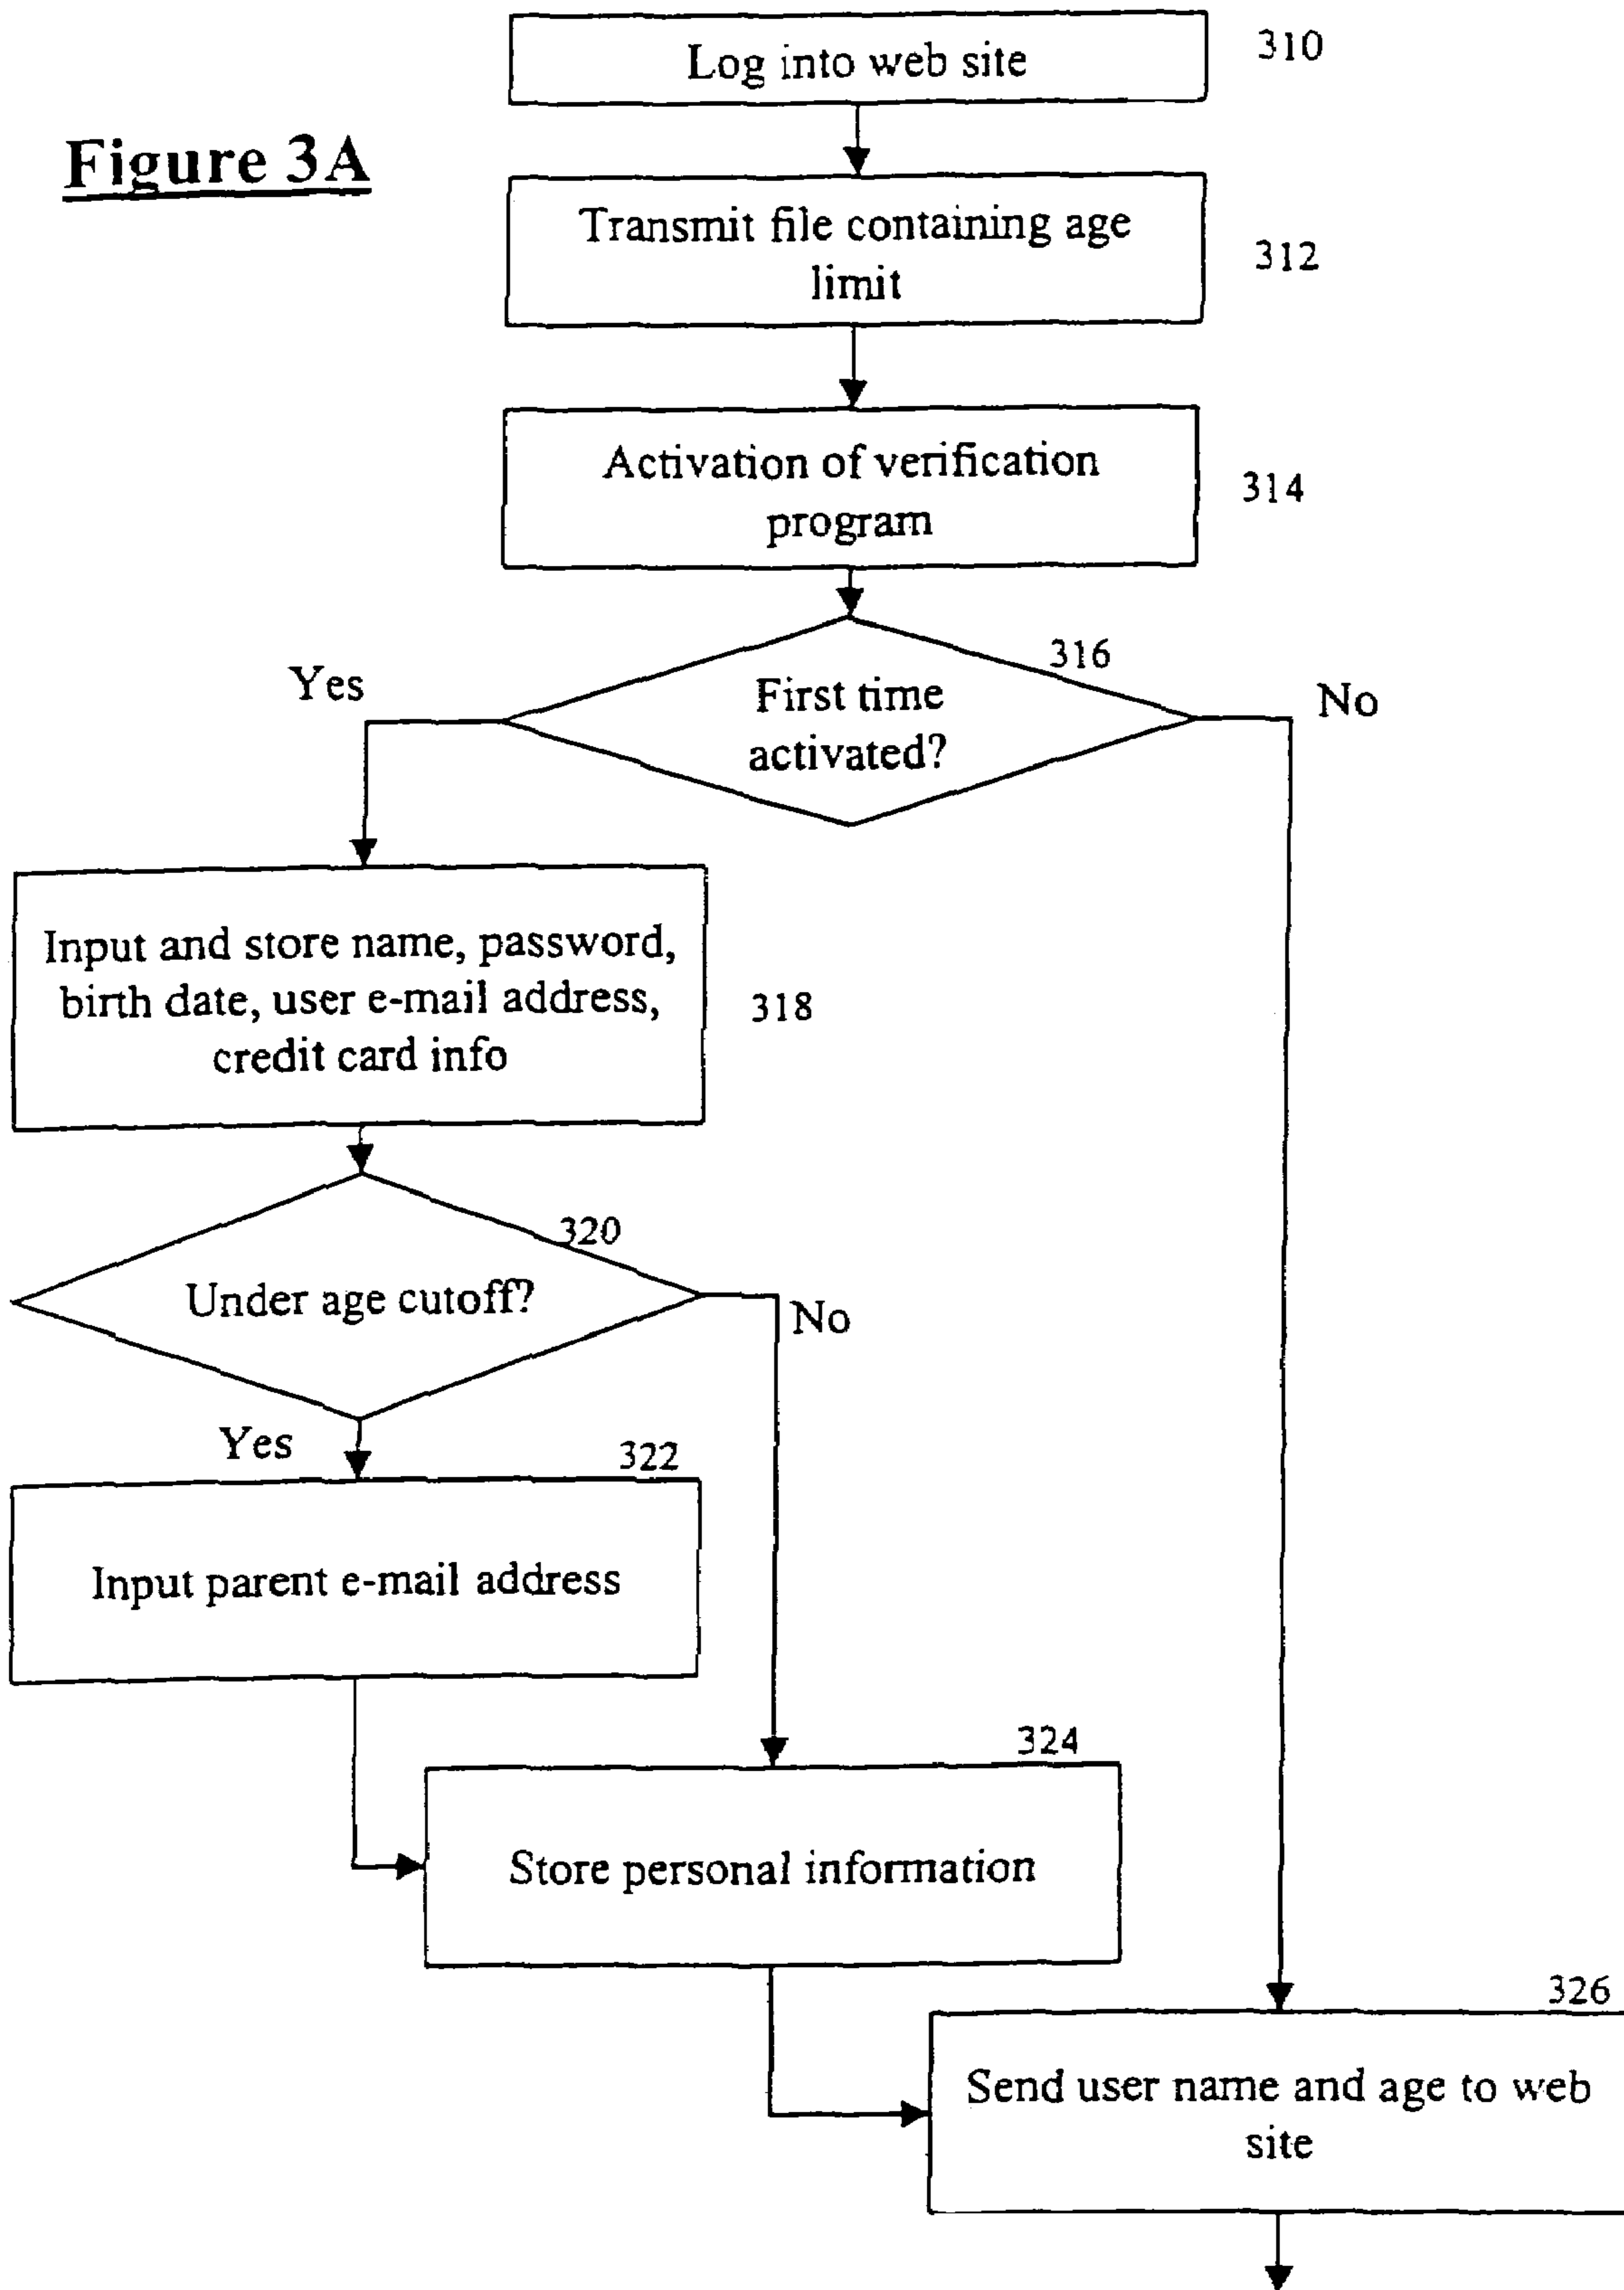 310
Log into web site
Figure 3A
Transmit file containing age
limit
312
Activation of verification
program
314
316
Yes
First time
activated?
No
Input and store name, password,
birth date, user e-mail address,
credit card info
318
320
Under age cutoff?
No
Yes
322
Input parent e-mail address
324
Store personal information
326
Send user name and age to web
site